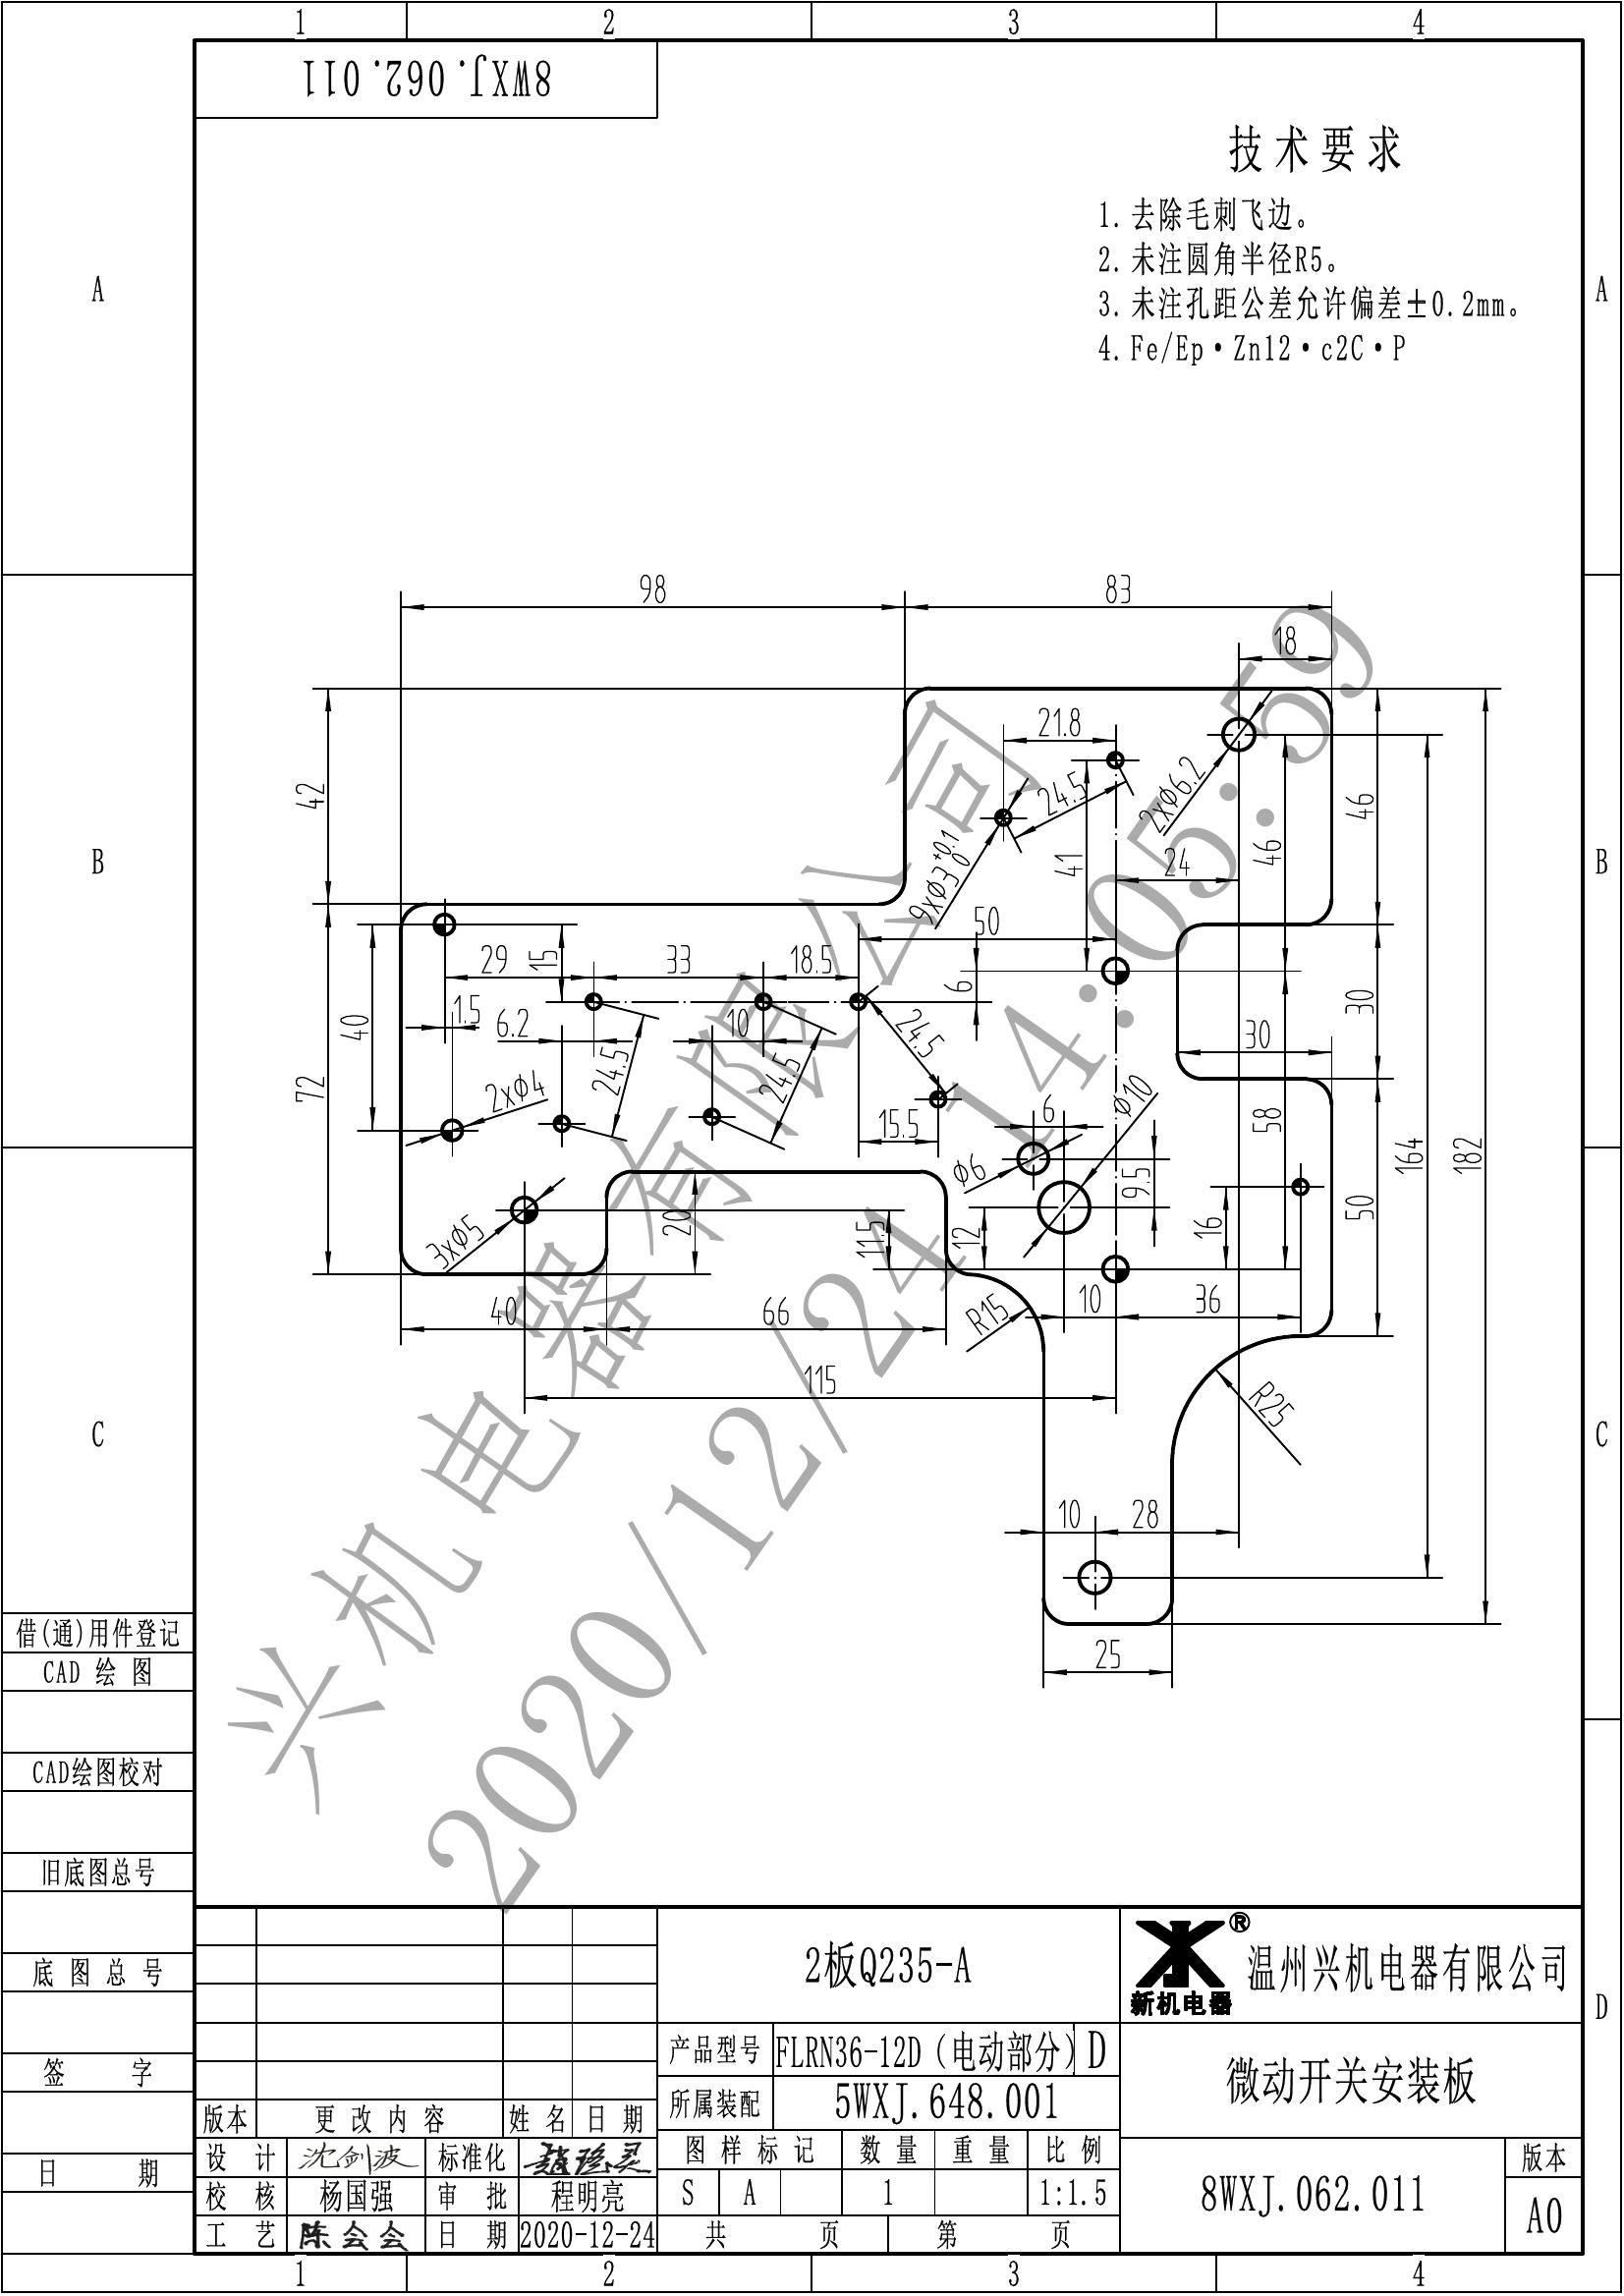 1 2 3 4
8WXJ.062.011
技术要求
1.去除毛刺飞边。
2.未注圆角半径R5。
3.未注孔距公差允许偏差±0.2mm。
4.Fe/Ep·Zn12·c2C·P
A A
B B
C C
D
98 83
18
21.8
24.5
2xφ6.2
42
46
41
46
24
9xφ3 +0.1 0
50
29 15 33 18.5
6
1.5 6.2 10
40
30
30
24.5
24.5
24.5
72
2xφ4
15.5
6
φ10
58
164
182
φ6
9.5
3xφ5
20
11.5
12
16
50
40 66
R15
10 36
115
R25
10 28
25
兴机电器有限公司
2020/12/24 14:05:59
借(通)用件登记
CAD 绘 图
CAD绘图校对
旧底图总号
底 图 总 号
签 字
日 期
2板Q235-A
®
新机电器
温州兴机电器有限公司
产品型号 FLRN36-12D（电动部分） D
微动开关安装板
所属装配 5WXJ.648.001
版本 更 改 内 容 姓 名 日 期
图 样 标 记 数 量 重 量 比 例
设 计 沈剑波 标准化
校 核 杨国强 审 批 程明亮
S A 1 1:1.5
8WXJ.062.011
版本
A0
工 艺 陈会会 日 期 2020-12-24
共 页 第 页
1 2 3 4